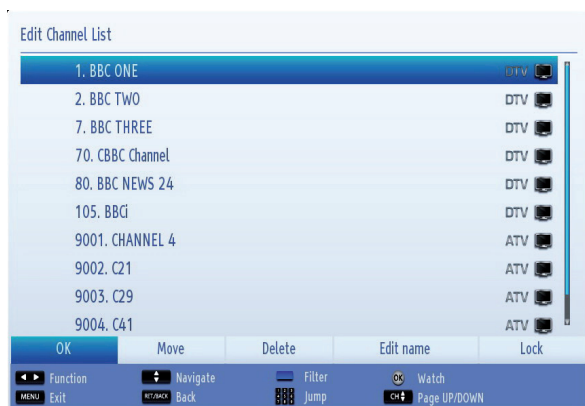 Edit Channel List
1. BBC ONE DTV
2. BBC TWO DTV
7. BBC THREE DTV
70. CBBC Channel DTV
80. BBC NEWS 24 DTV
105. BBCi DTV
9001. CHANNEL 4 ATV
9002. C21 ATV
9003. C29 ATV
9004. C41 ATV
OK Move Delete Edit name Lock
Function Navigate Filter OK Watch
MENU Exit RET./BACK Back Jump CH Page UP/DOWN